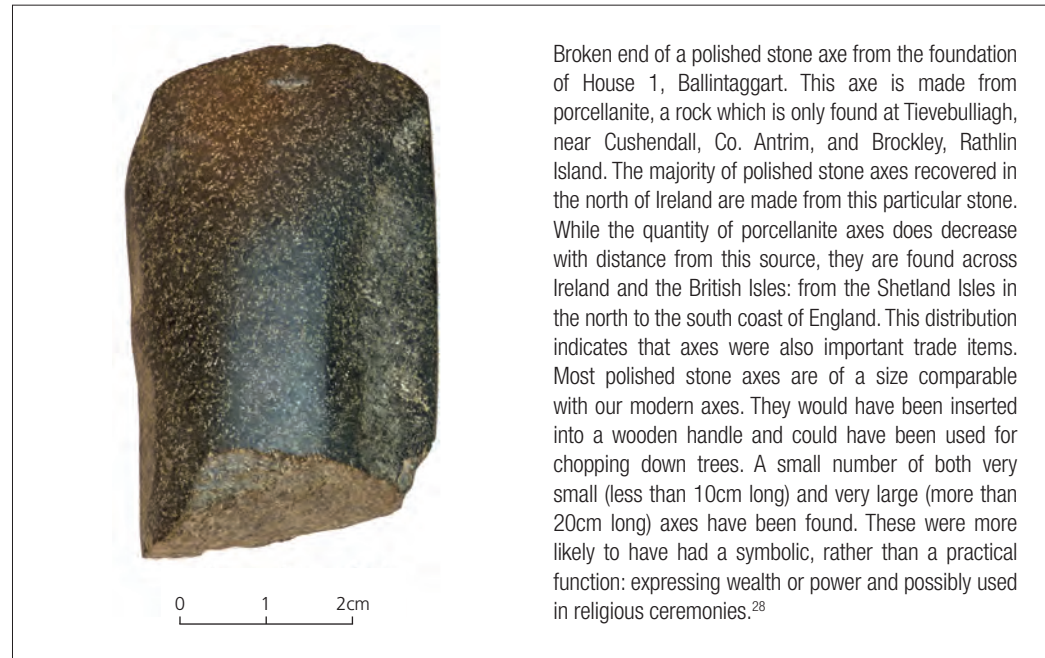 Broken end of a polished stone axe from the foundation
of House 1, Ballintaggart. This axe is made from
porcellanite, a rock which is only found at Tievebulliagh,
near Cushendall, Co. Antrim, and Brockley, Rathlin
Island. The majority of polished stone axes recovered in
the north of Ireland are made from this particular stone.
While the quantity of porcellanite axes does decrease
with distance from this source, they are found across
Ireland and the British Isles: from the Shetland Isles in
the north to the south coast of England. This distribution
indicates that axes were also important trade items.
Most polished stone axes are of a size comparable
with our modern axes. They would have been inserted
into a wooden handle and could have been used for
chopping down trees. A small number of both very
small (less than 10cm long) and very large (more than
20cm long) axes have been found. These were more
likely to have had a symbolic, rather than a practical
function: expressing wealth or power and possibly used
in religious ceremonies.28
0 1 2cm